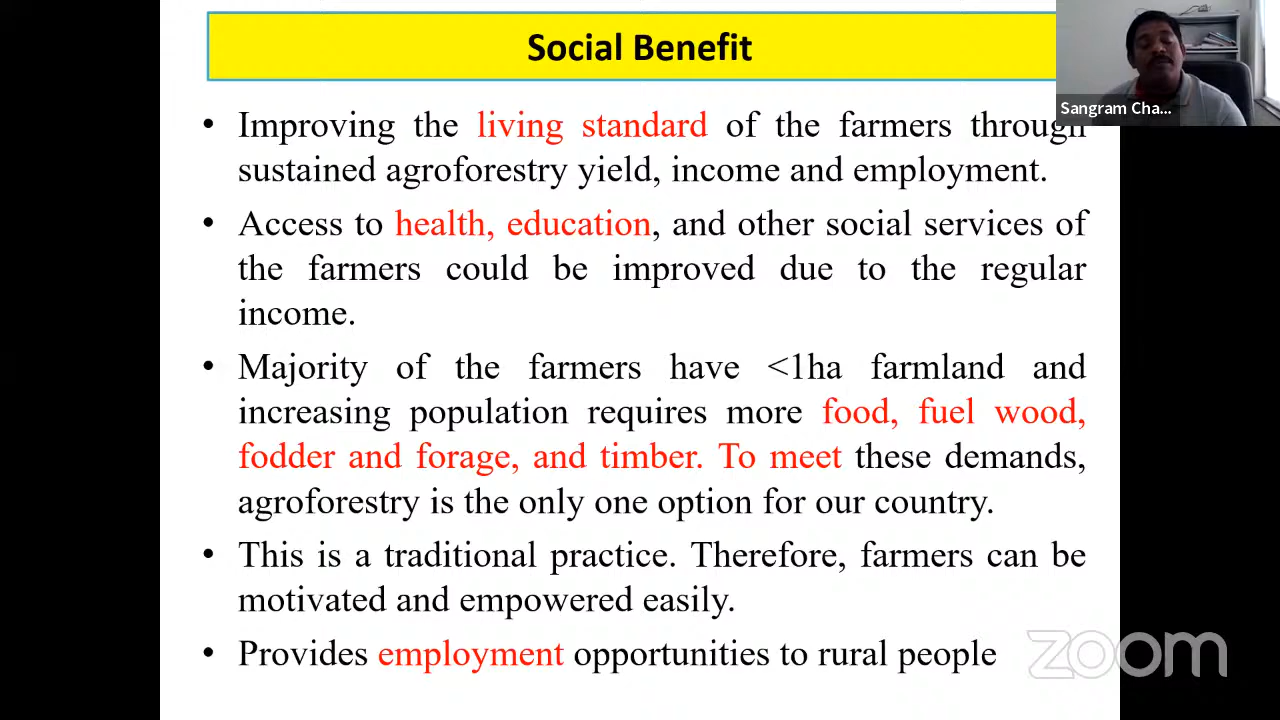 Social Benefit
Sangram Cha...
• Improving the living standard of the farmers through
sustained agroforestry yield, income and employment.
• Access to health, education, and other social services of
the farmers could be improved due to the regular
income.
• Majority of the farmers have <1ha farmland and
increasing population requires more food, fuel wood,
fodder and forage, and timber. To meet these demands,
agroforestry is the only one option for our country.
• This is a traditional practice. Therefore, farmers can be
motivated and empowered easily.
• Provides employment opportunities to rural people
zoom